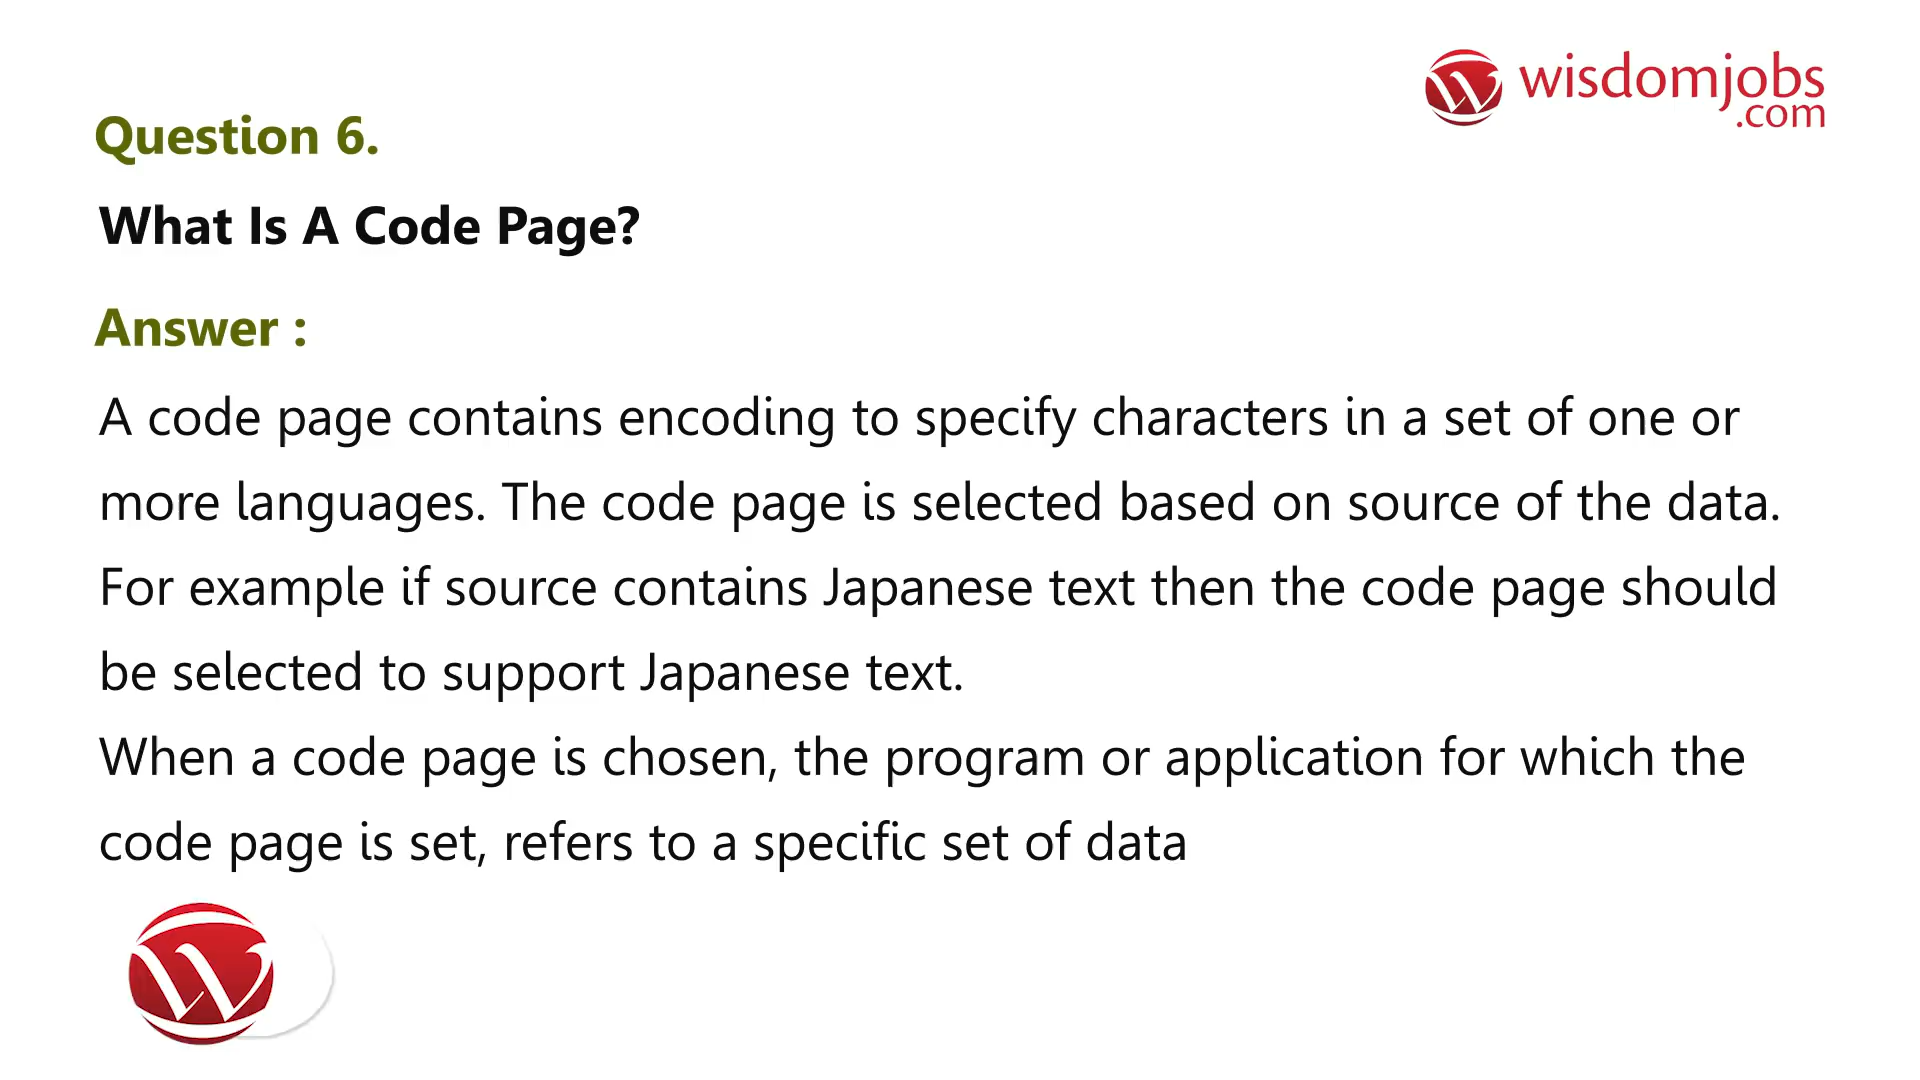 wisdomjobs
.com
Question 6.
What Is A Code Page?
Answer :
A code page contains encoding to specify characters in a set of one or
more languages. The code page is selected based on source of the data.
For example if source contains Japanese text then the code page should
be selected to support Japanese text.
When a code page is chosen, the program or application for which the
code page is set, refers to a specific set of data
W